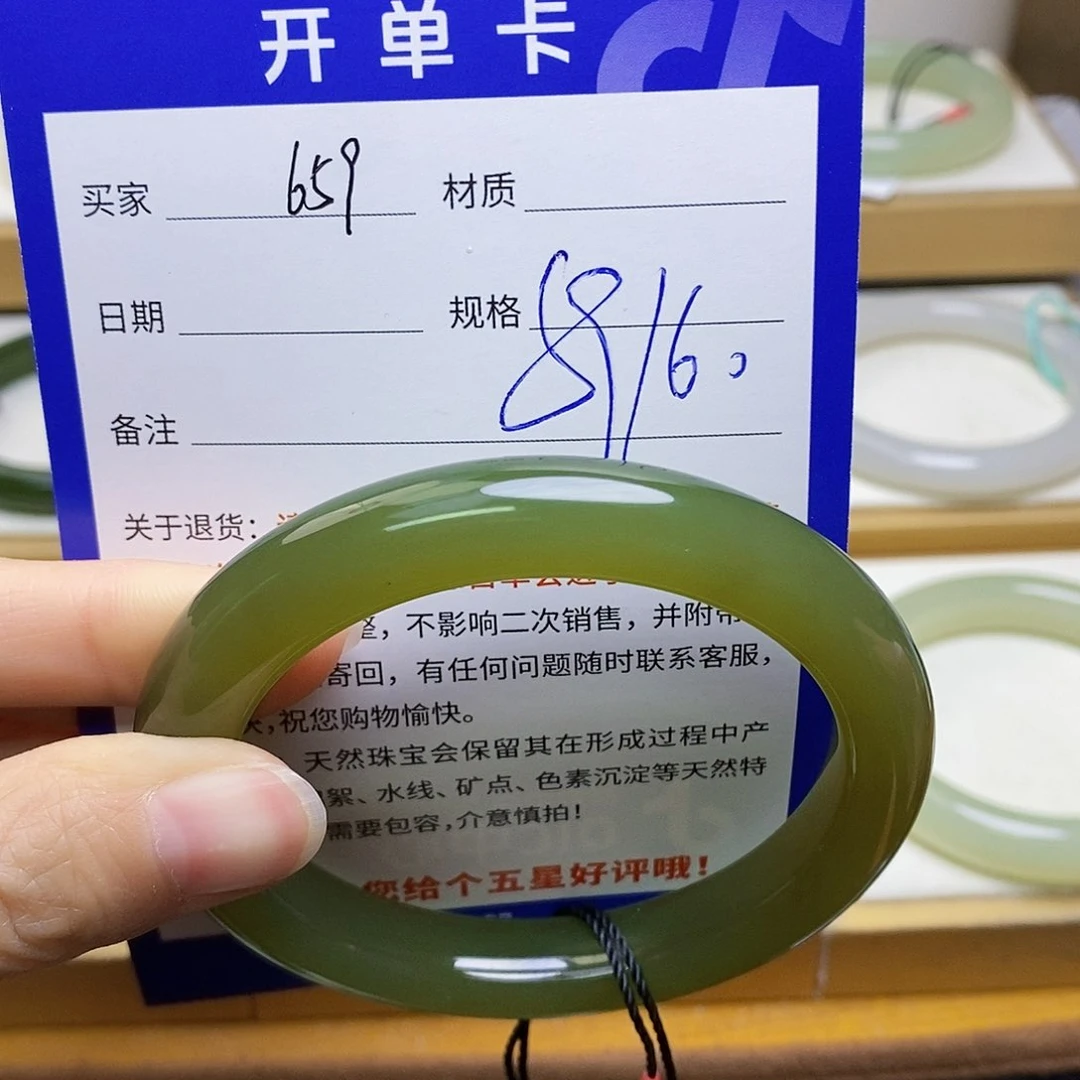 开单卡
买家 659 材质
日期 规格 59/60
备注
关于退货:
整，不影响二次销售，并附带
寄回，有任何问题随时联系客服，
祝您购物愉快。
天然珠宝会保留其在形成过程中产
絮、水线、矿点、色素沉淀等天然特
需要包容,介意慎拍!
您给个五星好评哦!